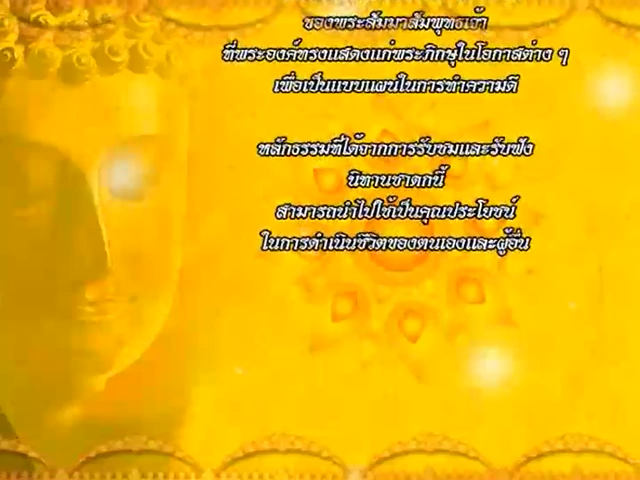 ของพระสัมมาสัมพุทธเจ้า
ที่พระองค์ทรงแสดงแก่พระภิกษุในโอกาสต่าง ๆ
เพื่อเป็นแบบแผนในการทำความดี
หลักธรรมที่ได้จากการรับชมและรับฟัง
นิทานชาดกนี้
สามารถนำไปใช้เป็นคุณประโยชน์
ในการดำเนินชีวิตของตนเองและผู้อื่น